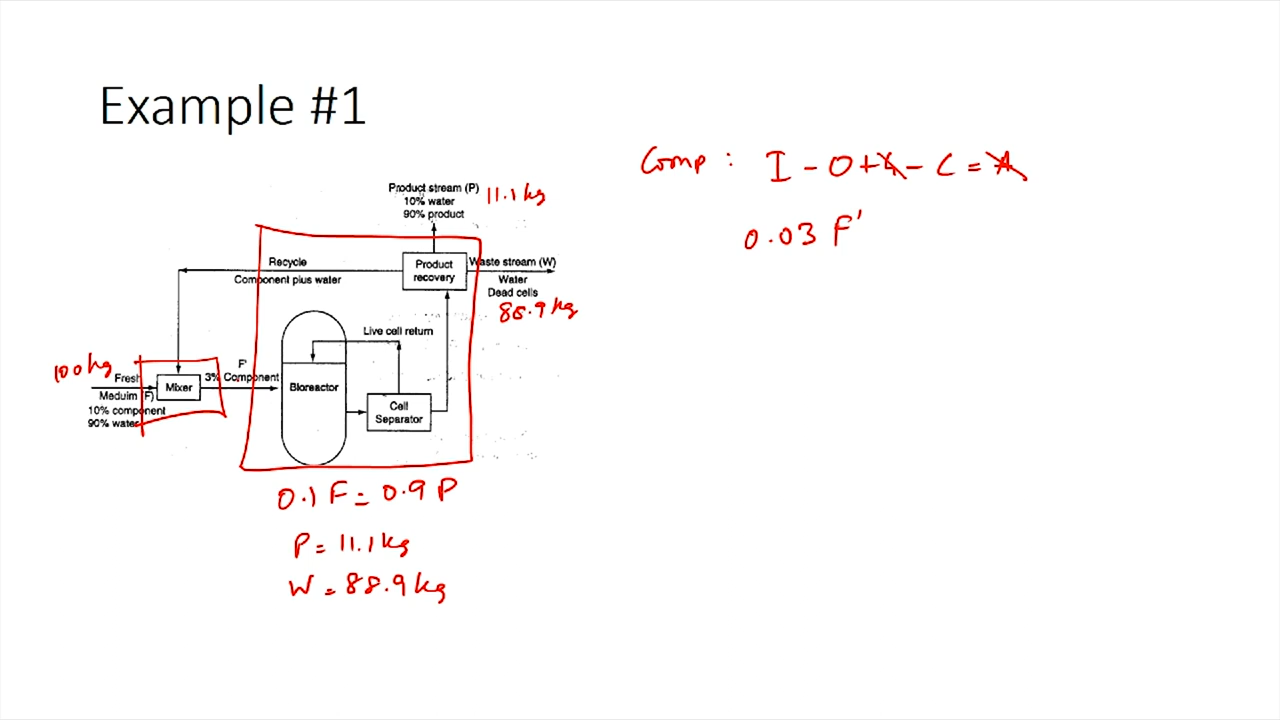 Example #1
Comp : I - O + X - C = A
0.03 F'
Product stream (P) 11.1 kg
10% water
90% product
Recycle
Component plus water
Product
recovery
Waste stream (W)
Water
Dead cells
88.9 kg
Live cell return
100 kg
Fresh
Meduim (F)
10% component
90% water
Mixer
F'
3% Component
Bioreactor
Cell
Separator
0.1 F = 0.9 P
P = 11.1 kg
W = 88.9 kg